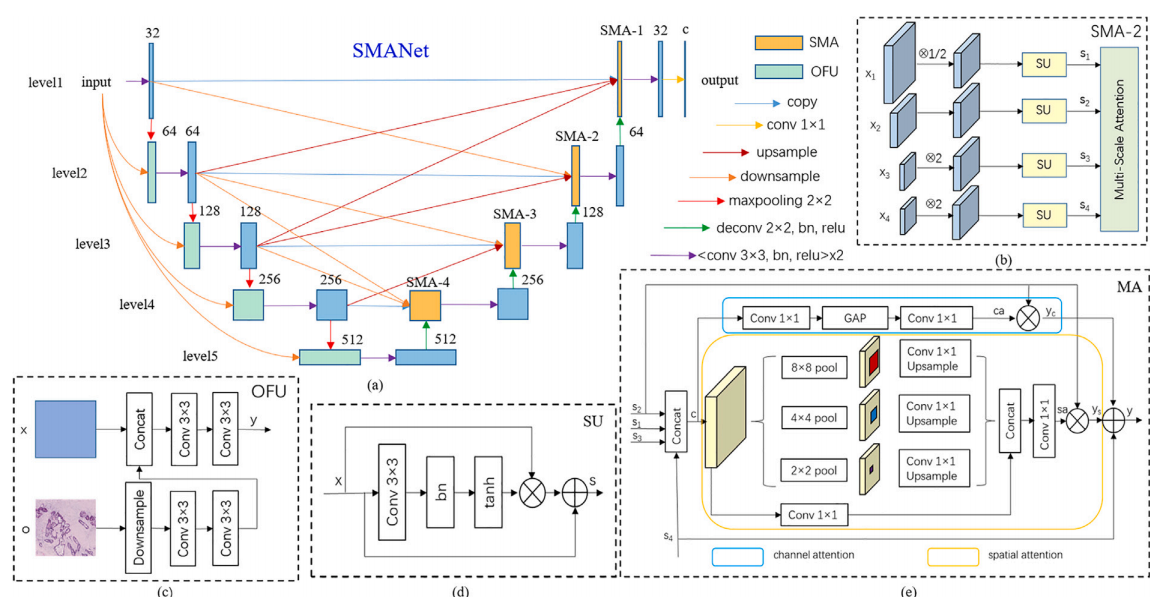 SMANet
32
SMA-1
32
c
level1
input
output
64
64
SMA-2
64
level2
128
128
SMA-3
128
level3
256
256
SMA-4
256
level4
512
512
level5
(a)
SMA
OFU
copy
conv 1×1
upsample
downsample
maxpooling 2×2
deconv 2×2, bn, relu
<conv 3×3, bn, relu>x2
SMA-2
x1
⊗1/2
SU
s1
x2
SU
s2
x3
⊗2
SU
s3
x4
⊗2
SU
s4
Multi-Scale Attention
(b)
OFU
x
Concat
Conv 3×3
Conv 3×3
y
o
Downsample
Conv 3×3
Conv 3×3
(c)
SU
x
Conv 3×3
bn
tanh
s
(d)
MA
Conv 1×1
GAP
Conv 1×1
ca
yc
s2
s1
s3
Concat
c
8×8 pool
Conv 1×1
Upsample
4×4 pool
Conv 1×1
Upsample
2×2 pool
Conv 1×1
Upsample
Concat
Conv 1×1
sa
ys
y
Conv 1×1
s4
channel attention
spatial attention
(e)